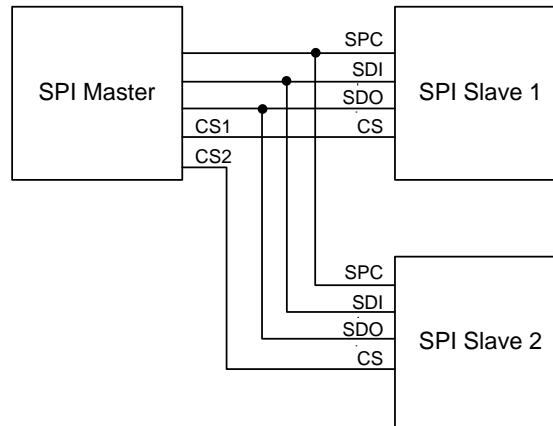 SPI Master
CS1
CS2
SPC
SDI
SDO
CS
SPI Slave 1
SPC
SDI
SDO
CS
SPI Slave 2